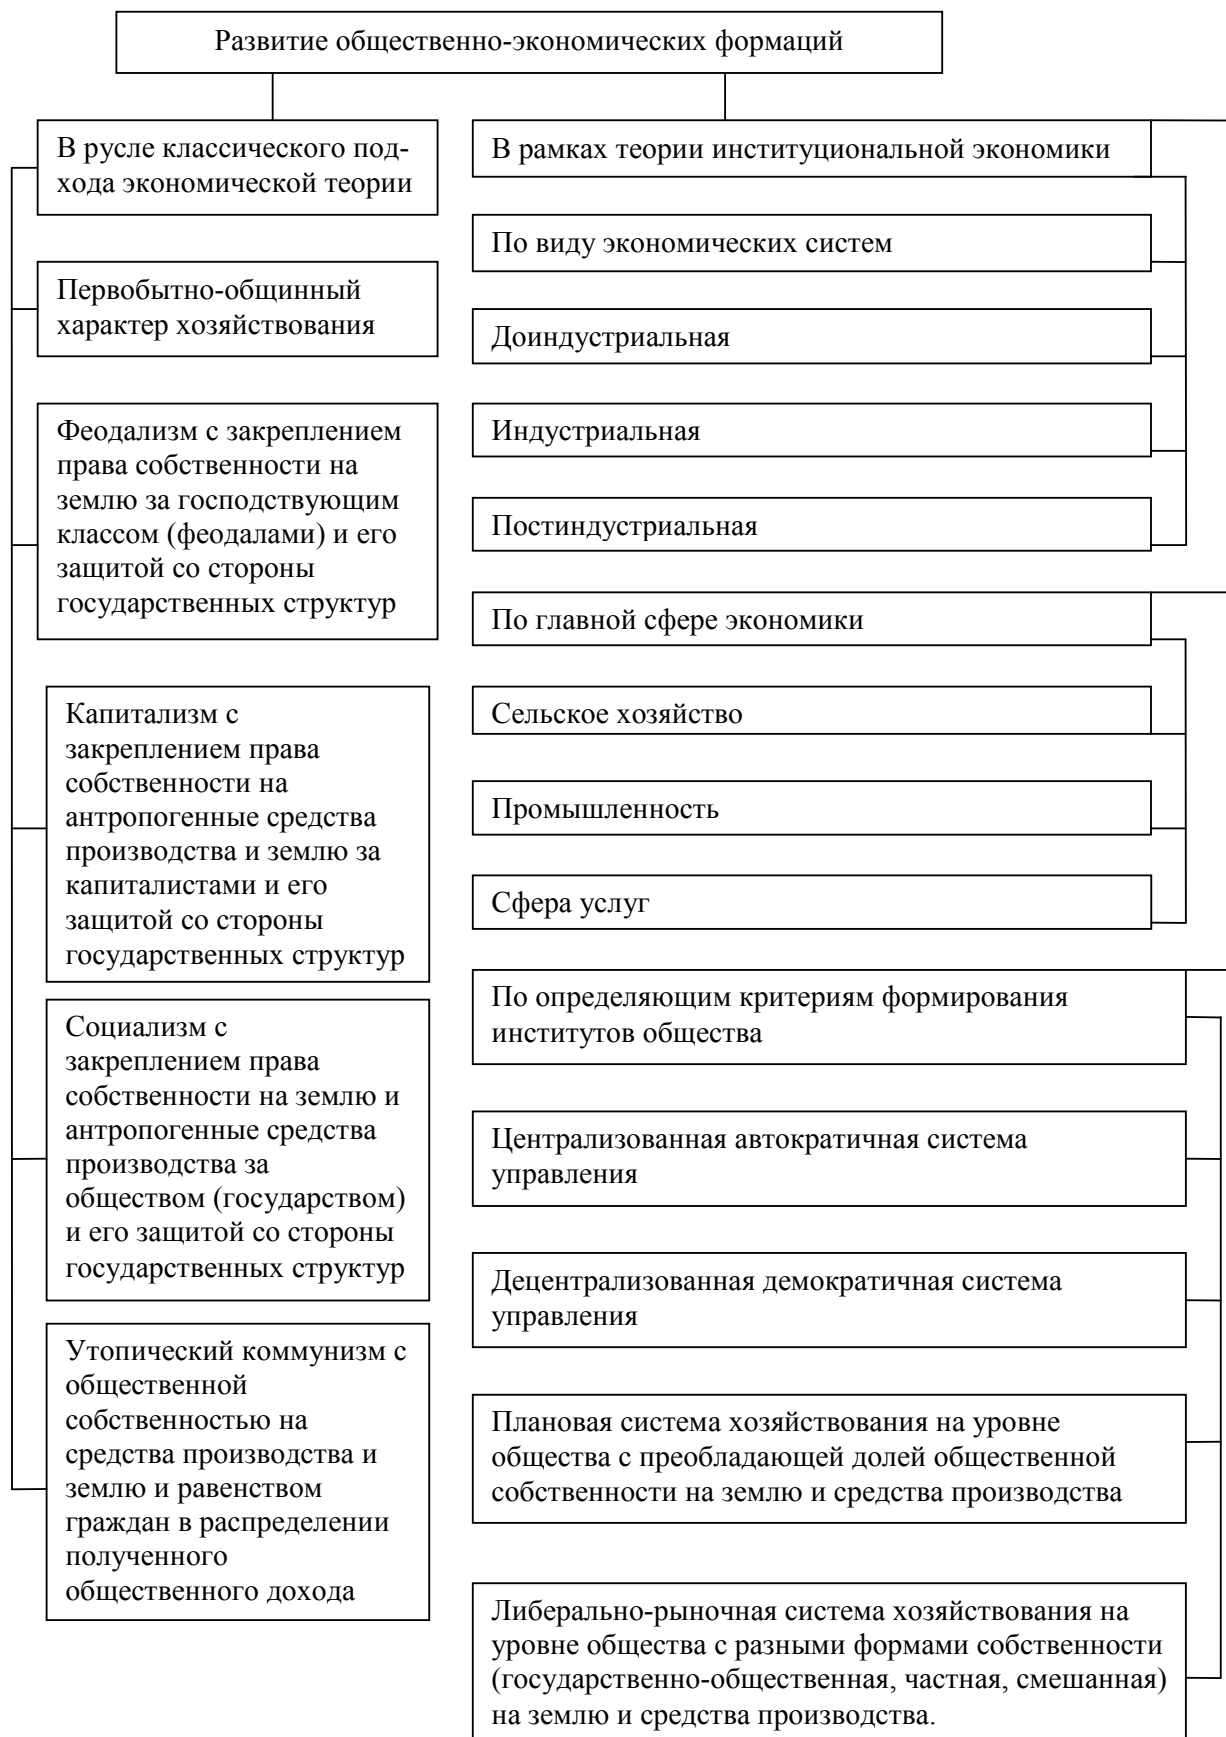 Развитие общественно-экономических формаций
В русле классического под-
хода экономической теории
Первобытно-общинный
характер хозяйствования
Феодализм с закреплением
права собственности на
землю за господствующим
классом (феодалами) и его
защитой со стороны
государственных структур
Капитализм с
закреплением права
собственности на
антропогенные средства
производства и землю за
капиталистами и его
защитой со стороны
государственных структур
Социализм с
закреплением права
собственности на землю и
антропогенные средства
производства за
обществом (государством)
и его защитой со стороны
государственных структур
Утопический коммунизм с
общественной
собственностью на
средства производства и
землю и равенством
граждан в распределении
полученного
общественного дохода
В рамках теории институциональной экономики
По виду экономических систем
Доиндустриальная
Индустриальная
Постиндустриальная
По главной сфере экономики
Сельское хозяйство
Промышленность
Сфера услуг
По определяющим критериям формирования
институтов общества
Централизованная автократичная система
управления
Децентрализованная демократичная система
управления
Плановая система хозяйствования на уровне
общества с преобладающей долей общественной
собственности на землю и средства производства
Либерально-рыночная система хозяйствования на
уровне общества с разными формами собственности
(государственно-общественная, частная, смешанная)
на землю и средства производства.